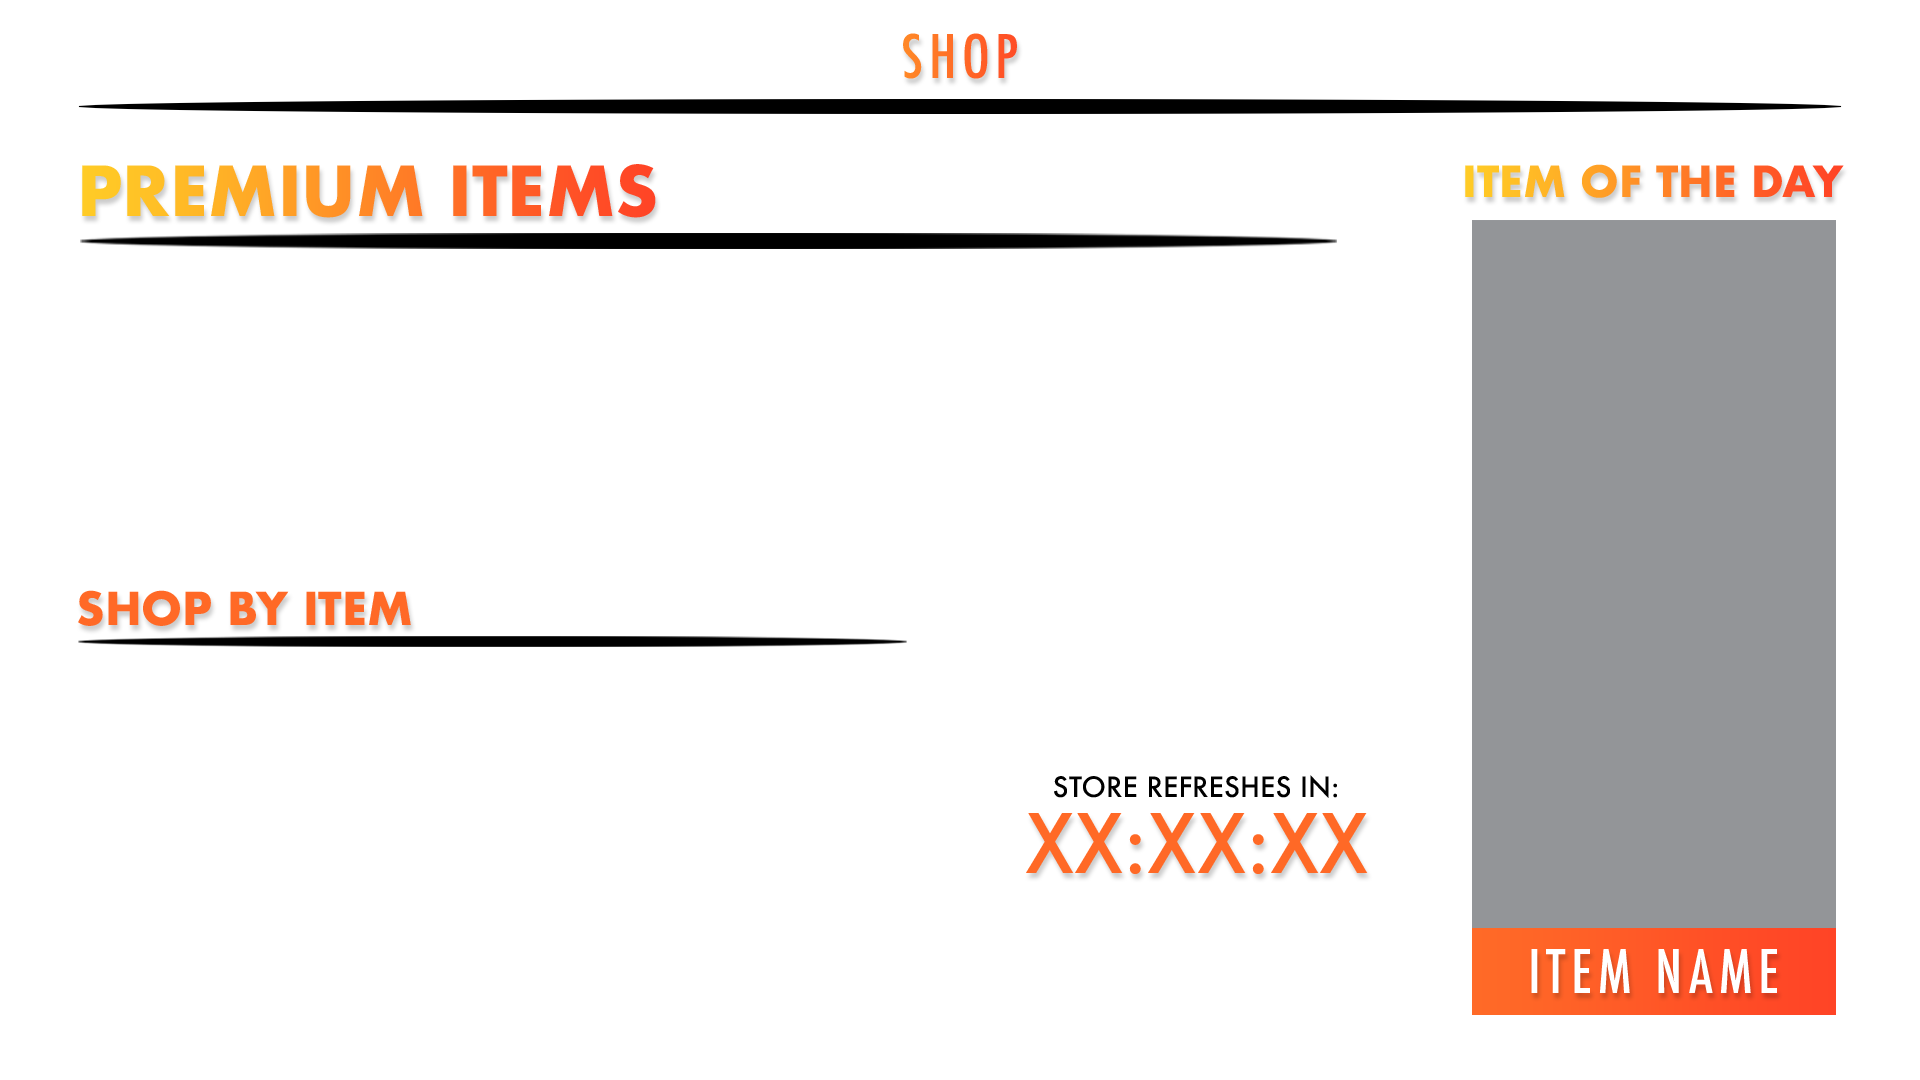 SHOP
PREMIUM ITEMS
ITEM OF THE DAY
SHOP BY ITEM
STORE REFRESHES IN:
XX:XX:XX
ITEM NAME